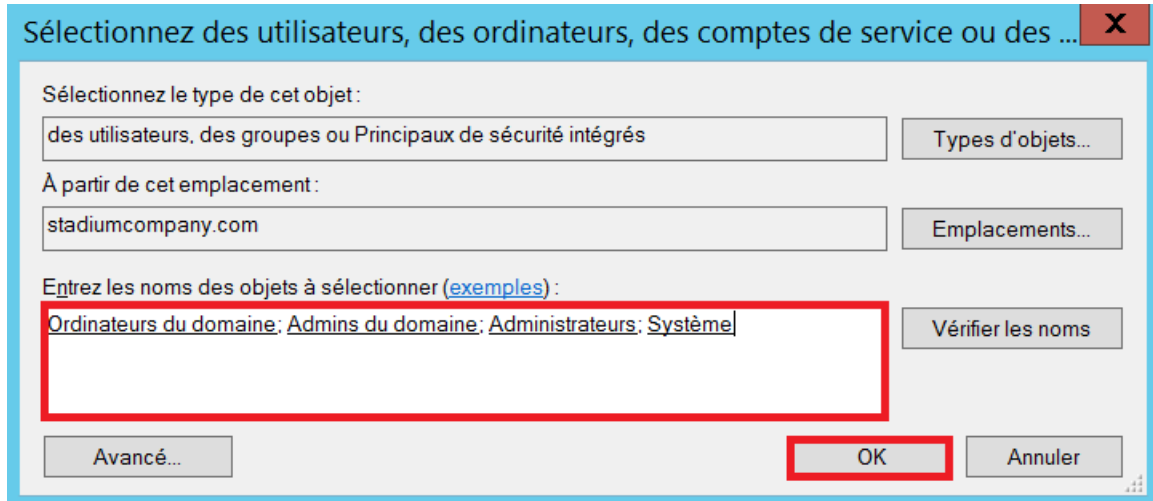 Sélectionnez des utilisateurs, des ordinateurs, des comptes de service ou des ... X
Sélectionnez le type de cet objet :
des utilisateurs, des groupes ou Principaux de sécurité intégrés
Types d'objets...
À partir de cet emplacement :
stadiumcompany.com
Emplacements...
Entrez les noms des objets à sélectionner (exemples) :
Ordinateurs du domaine; Admins du domaine; Administrateurs; Système
Vérifier les noms
Avancé...
OK
Annuler